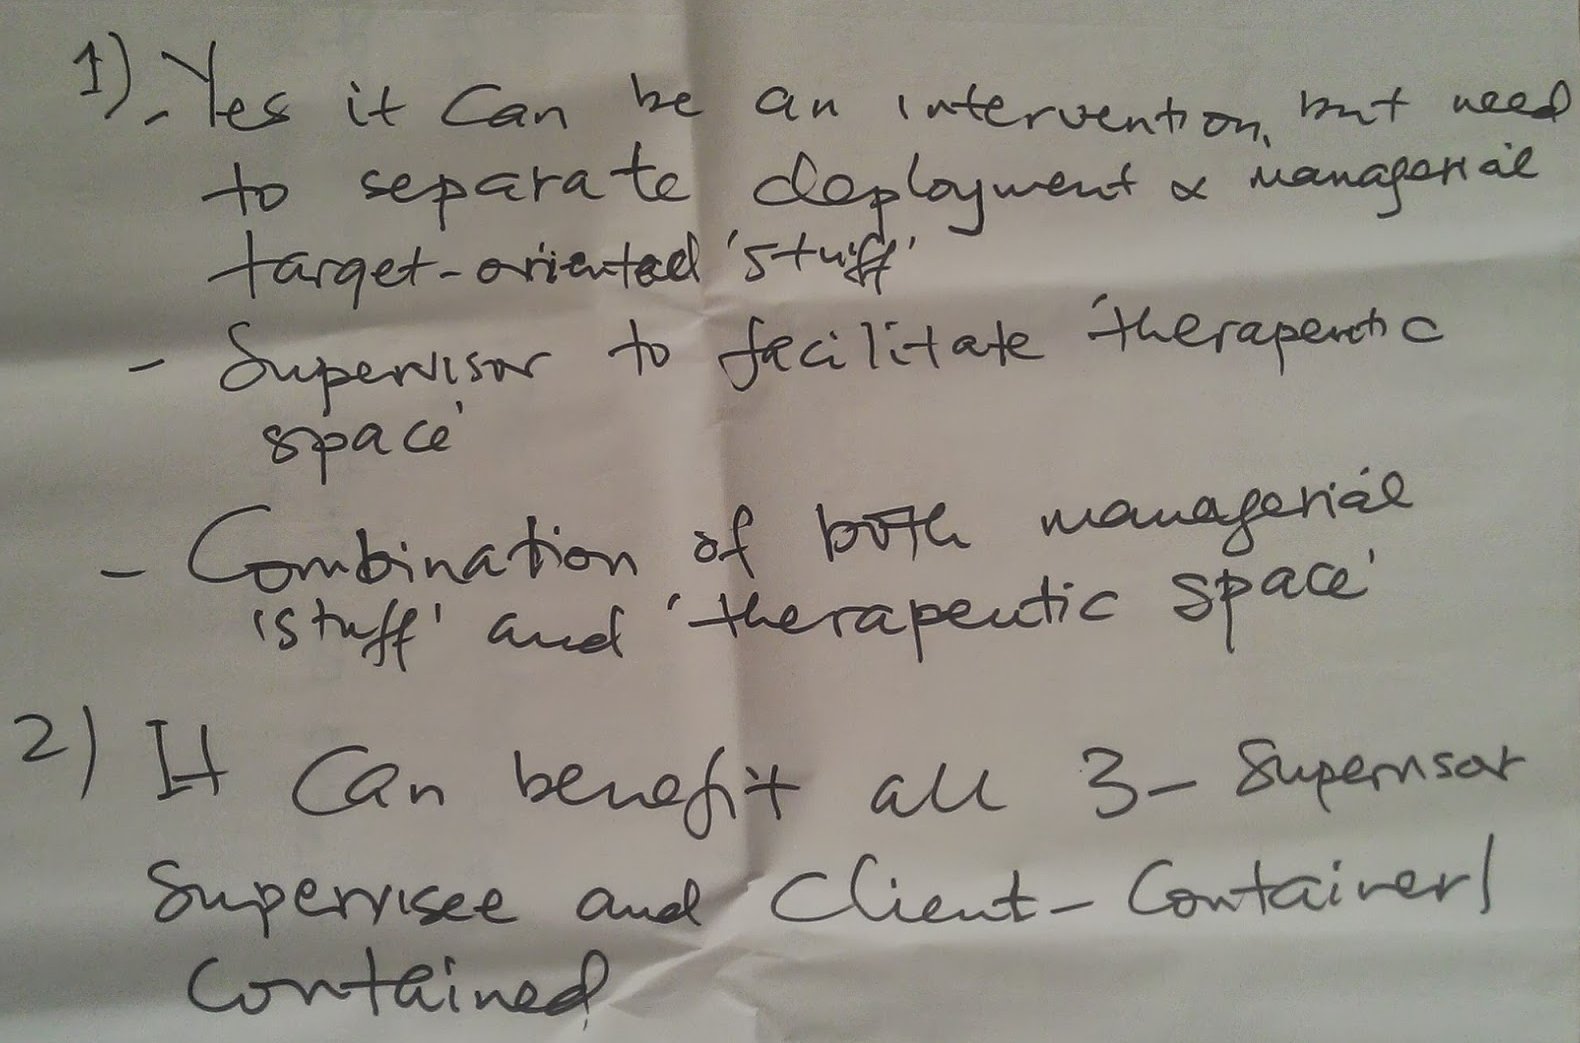 1). - Yes it can be an intervention, but need
to separate deployment & managerial
target-oriented 'stuff'
- Supervisor to facilitate 'therapeutic
space'
- Combination of both managerial
'stuff' and 'therapeutic space'
2) It can benefit all 3 - Supervisor
Supervisee and Client - Container/
Contained